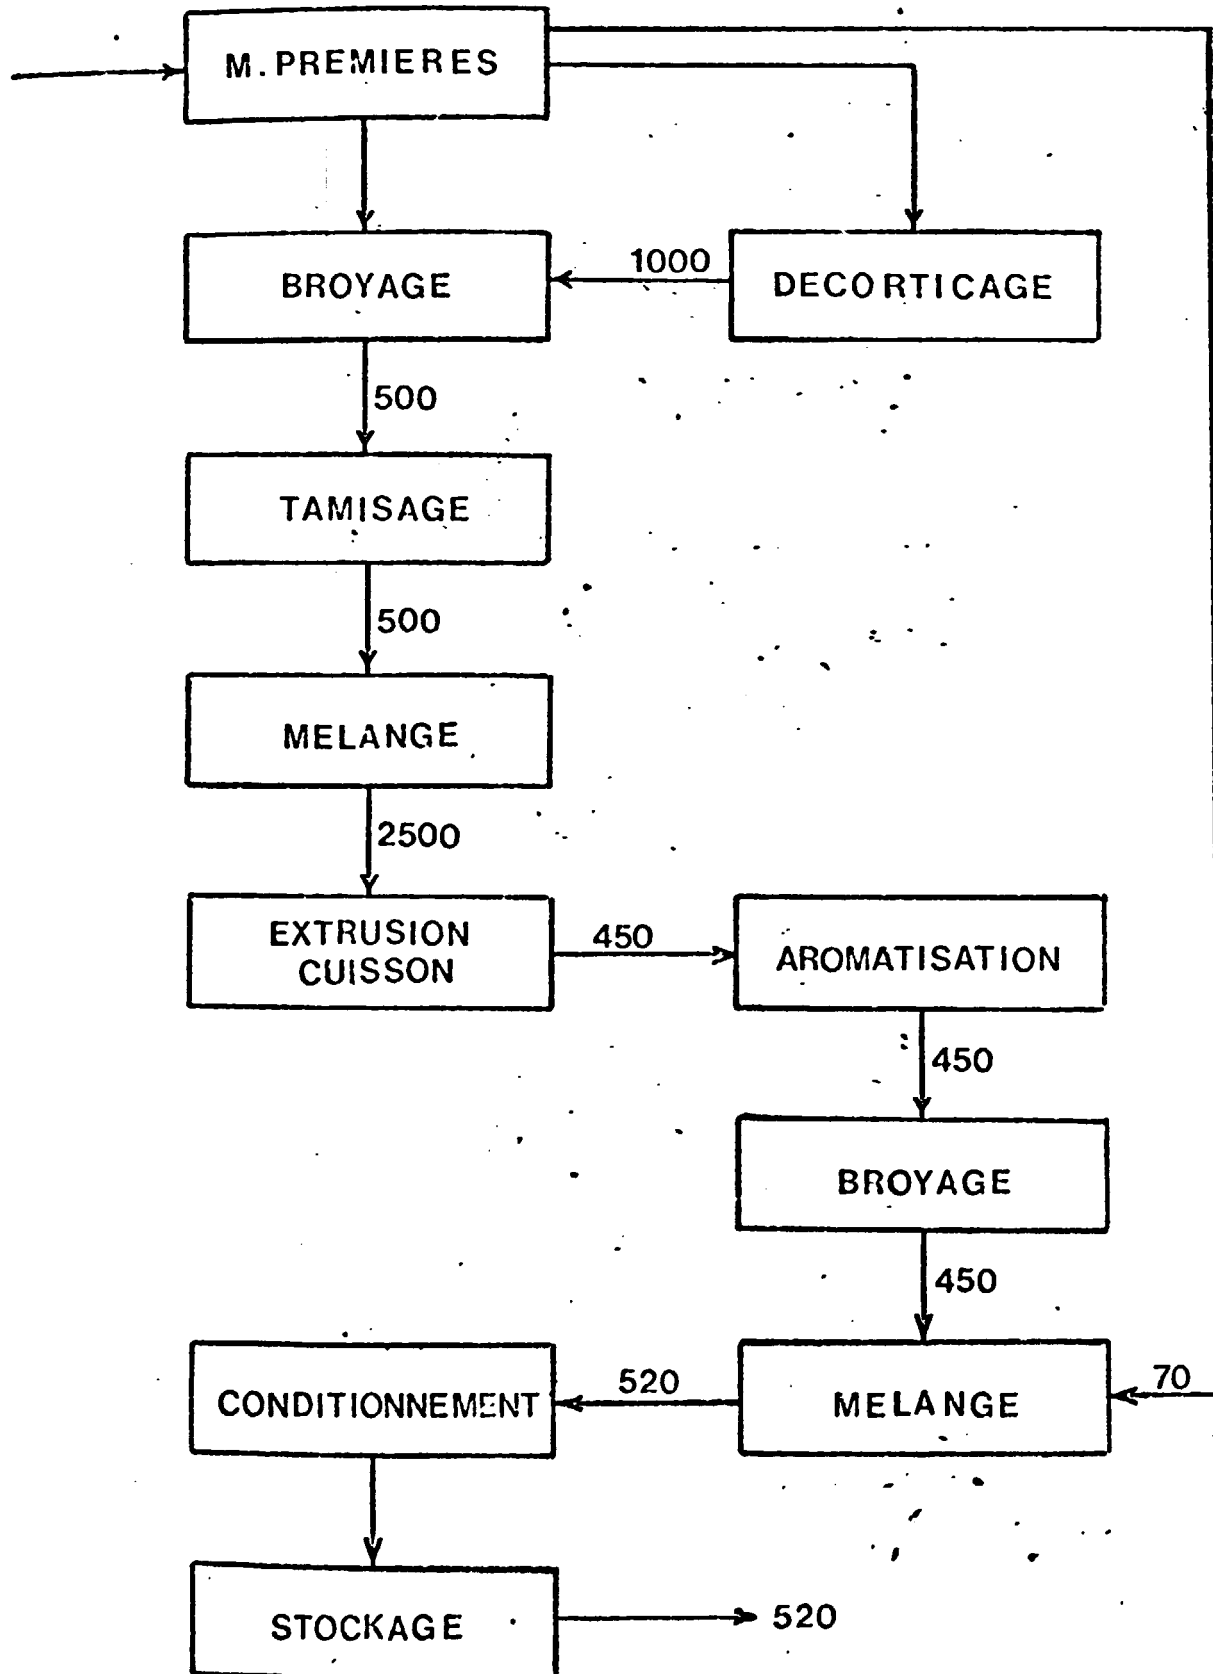 M. PREMIERES
1000
BROYAGE
DECORTICAGE
500
TAMISAGE
500
MELANGE
2500
EXTRUSION
CUISSON
450
AROMATISATION
450
BROYAGE
450
CONDITIONNEMENT
520
MELANGE
70
STOCKAGE
520